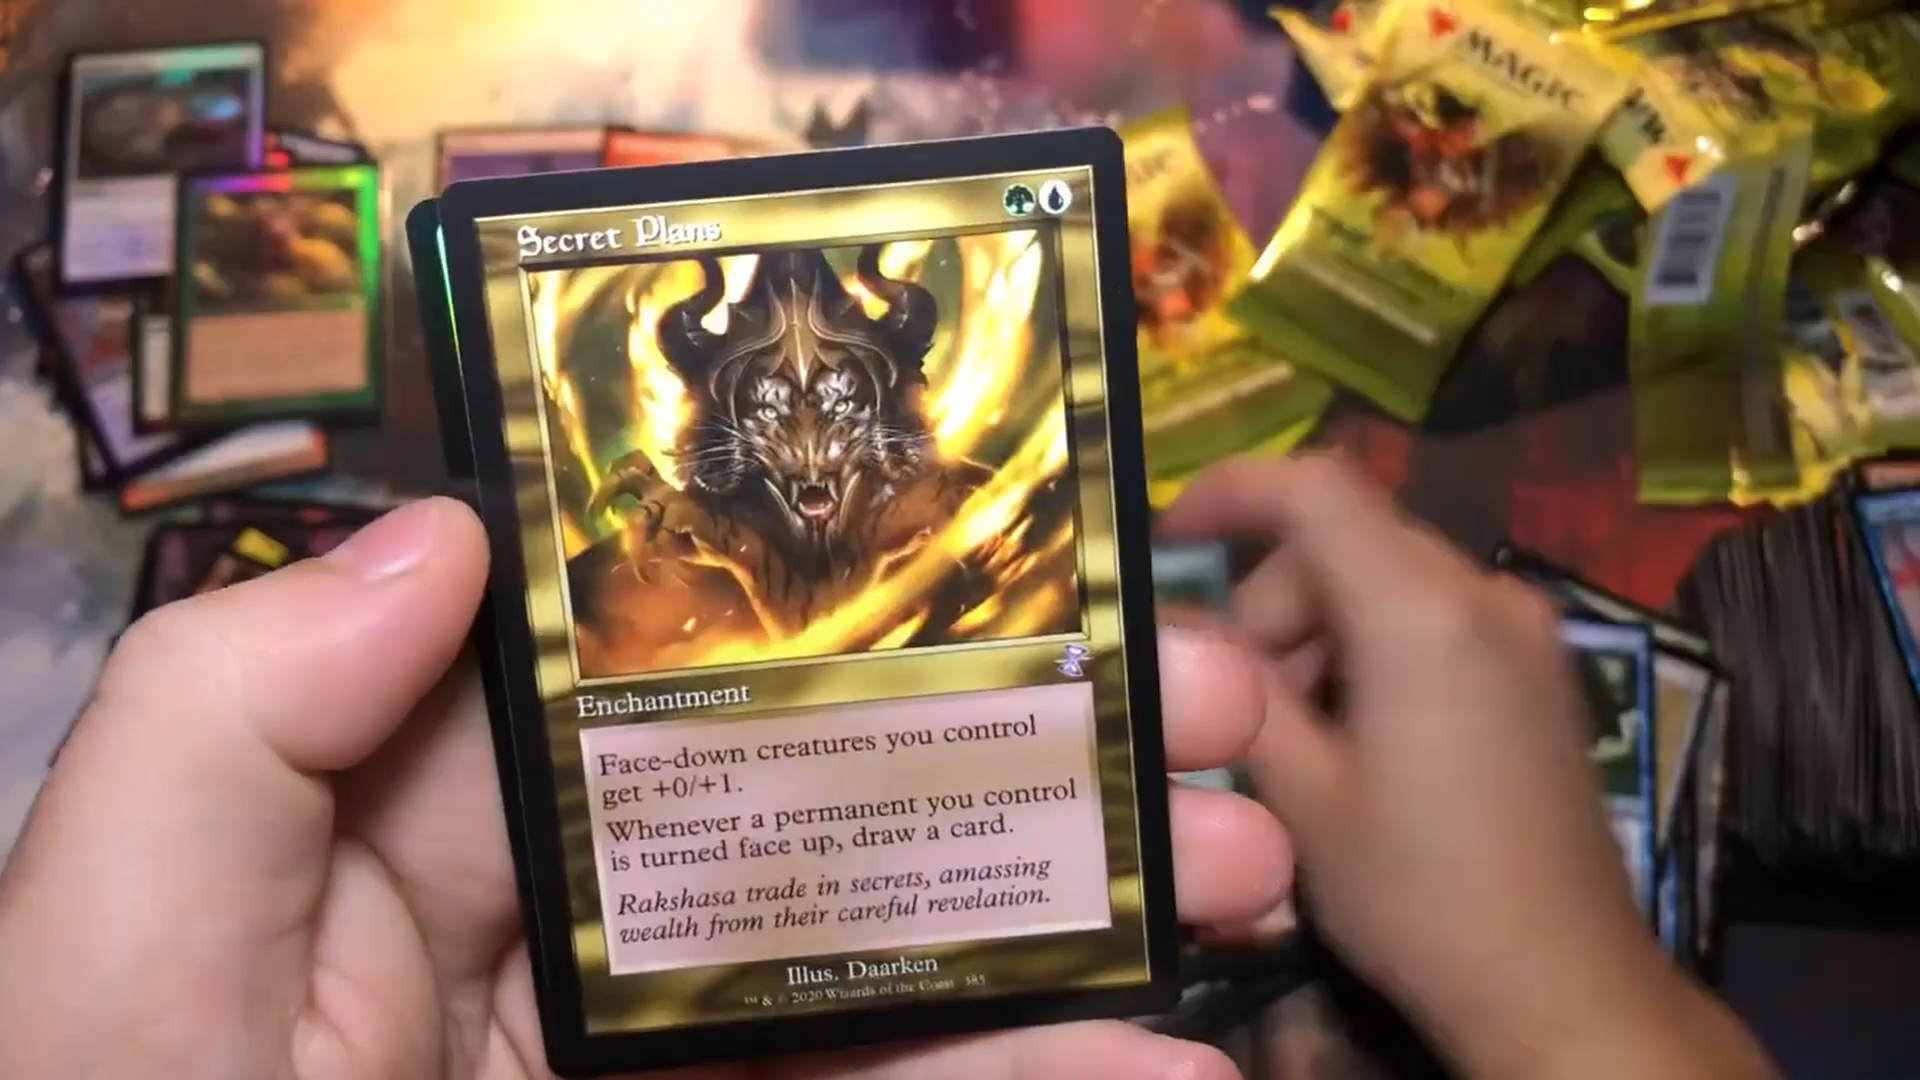 MAGIC
Secret Plans
Enchantment
Face-down creatures you control
get +0/+1.
Whenever a permanent you control
is turned face up, draw a card.
Rakshasa trade in secrets, amassing
wealth from their careful revelation.
Illus. Daarken
™ & © 2020 Wizards of the Coast 385